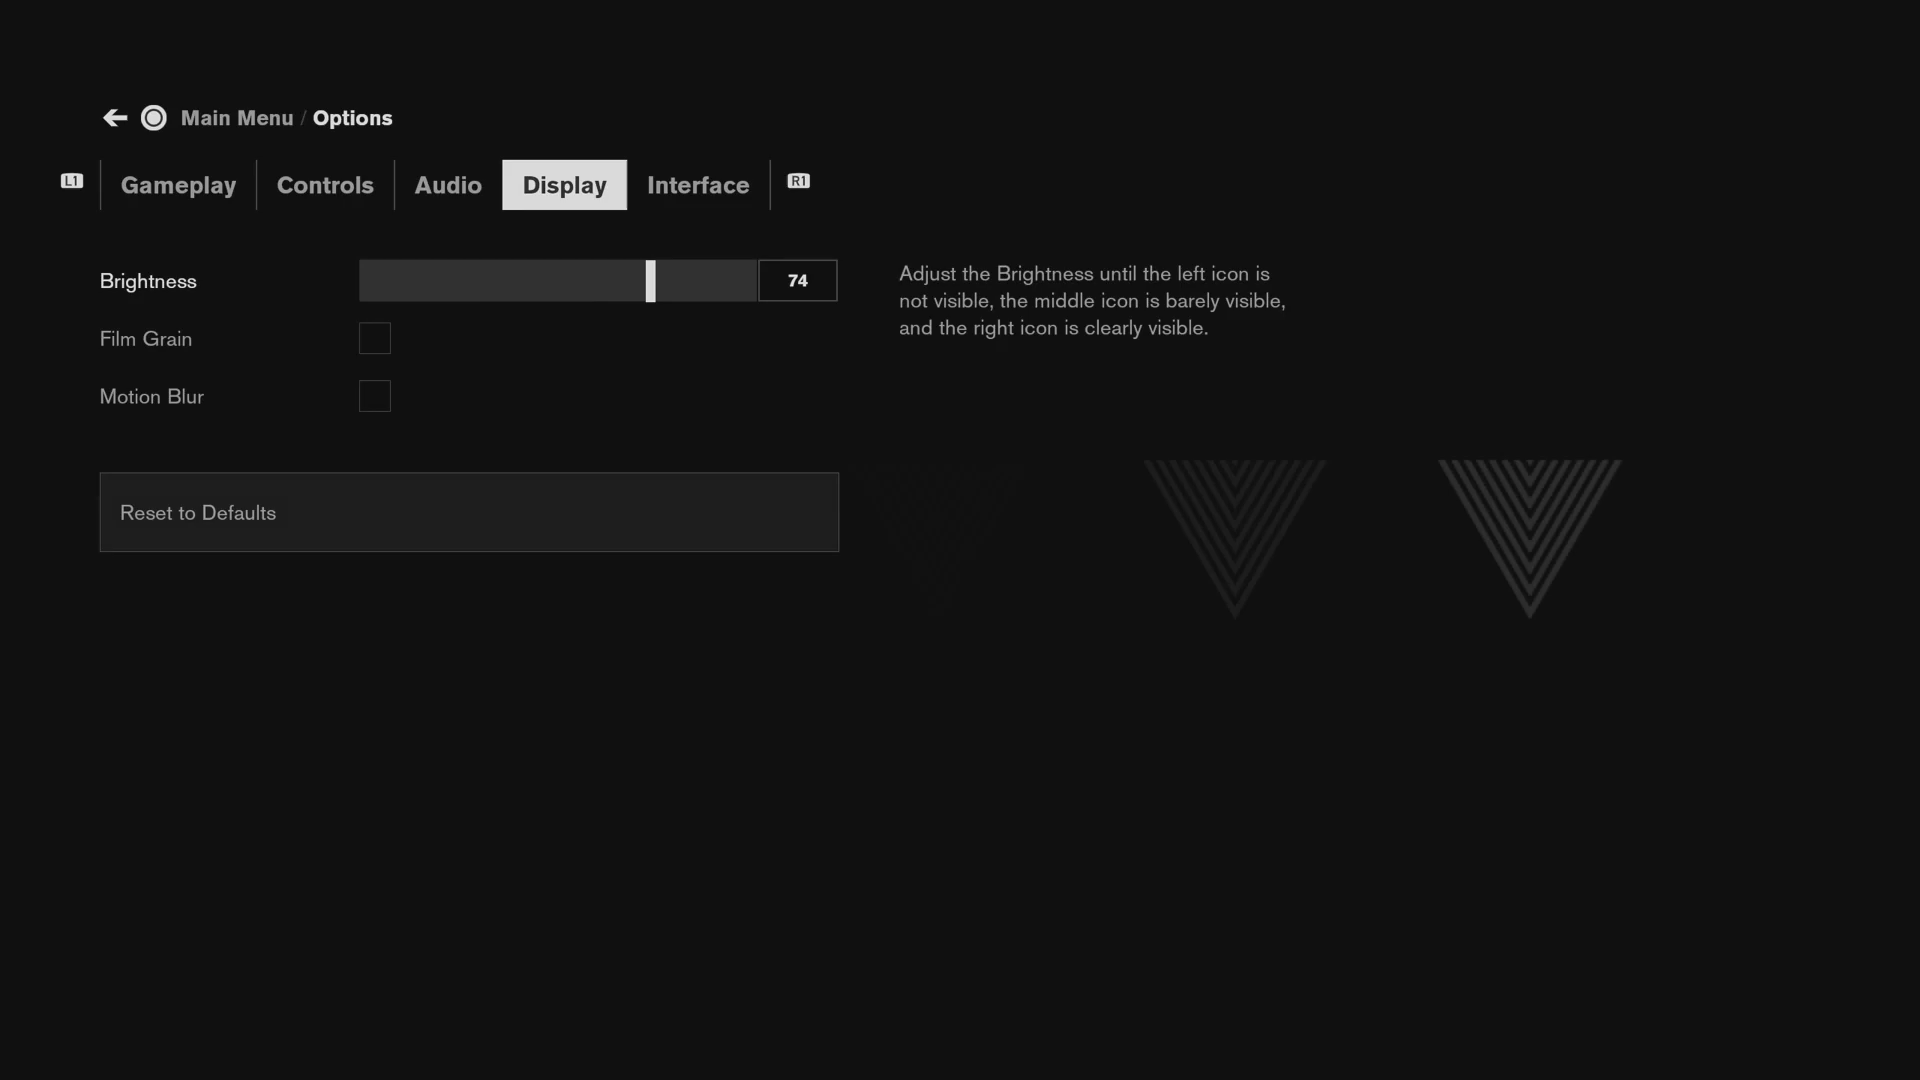 Main Menu / Options
L1 Gameplay Controls Audio Display Interface R1
Brightness 74
Film Grain
Motion Blur
Reset to Defaults
Adjust the Brightness until the left icon is
not visible, the middle icon is barely visible,
and the right icon is clearly visible.